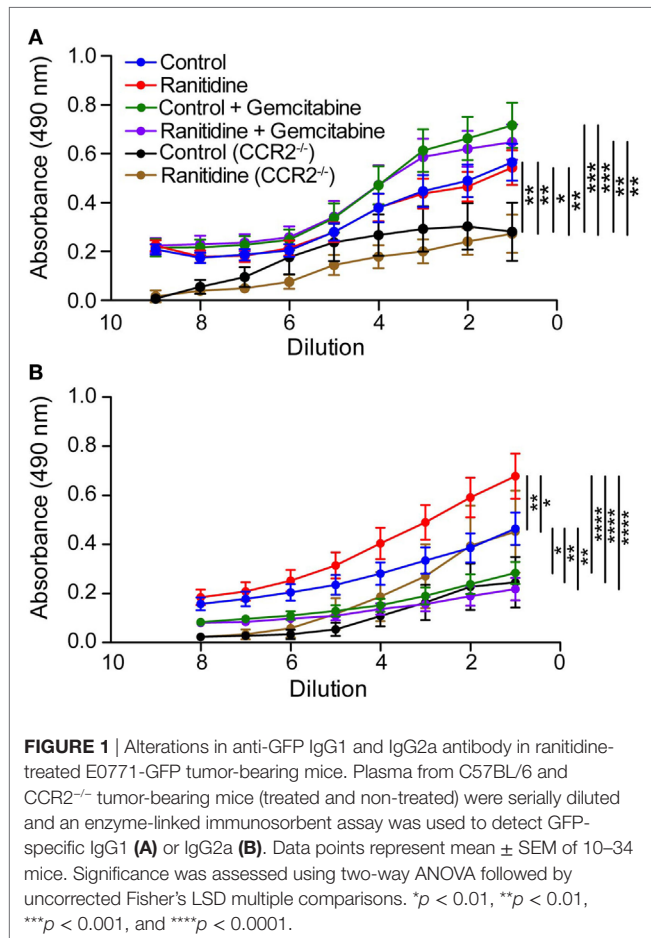 A
1.0
0.8
0.6
0.4
0.2
0.0
Absorbance (490 nm)
Control
Ranitidine
Control + Gemcitabine
Ranitidine + Gemcitabine
Control (CCR2-/-)
Ranitidine (CCR2-/-)
**
**
*
**
***
***
**
**
10 8 6 4 2 0
Dilution
B
1.0
0.8
0.6
0.4
0.2
0.0
Absorbance (490 nm)
**
*
*
**
**
****
****
****
10 8 6 4 2 0
Dilution
FIGURE 1 | Alterations in anti-GFP IgG1 and IgG2a antibody in ranitidine-
treated E0771-GFP tumor-bearing mice. Plasma from C57BL/6 and
CCR2−/− tumor-bearing mice (treated and non-treated) were serially diluted
and an enzyme-linked immunosorbent assay was used to detect GFP-
specific IgG1 (A) or IgG2a (B). Data points represent mean ± SEM of 10–34
mice. Significance was assessed using two-way ANOVA followed by
uncorrected Fisher's LSD multiple comparisons. *p < 0.01, **p < 0.01,
***p < 0.001, and ****p < 0.0001.